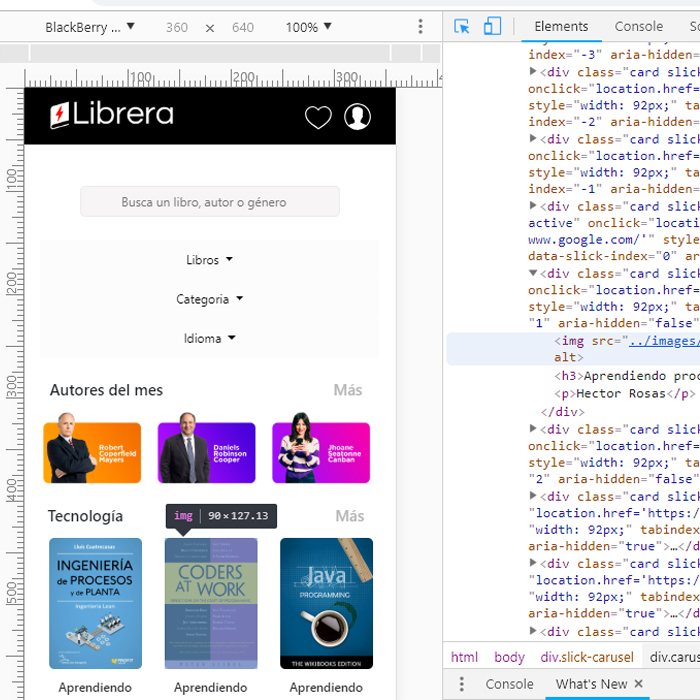 BlackBerry ... ▼ 360 × 640 100% ▼
Elements Console
100 200 300
Librera
Busca un libro, autor o género
Libros
Categoria
Idioma
Autores del mes Más
Robert
Coperfield
Mayers
Daniels
Robinson
Cooper
Jhoane
Seatonne
Canban
Tecnología Más
img 90 × 127.13
Lluís Cuatrecasas
INGENIERÍA
de PROCESOS
y de PLANTA
Ingeniería Lean
CODERS
AT WORK
Java
PROGRAMMING
THE WIKIBOOKS EDITION
Aprendiendo Aprendiendo Aprendiendo
100
200
300
400
500
index="-3" aria-hidden=
<div class="card slick
onclick="location.href=
style="width: 92px;" tab
index="-2" aria-hidden=
<div class="card slick
onclick="location.href=
style="width: 92px;" tab
index="-1" aria-hidden=
<div class="card slick
active" onclick="locati
www.google.com/'" style
data-slick-index="0" ar
<div class="card slick
onclick="location.href=
style="width: 92px;" tab
"1" aria-hidden="false"
<img src="../images/
alt>
<h3>Aprendiendo proc
<p>Hector Rosas</p>
</div>
<div class="card slick
onclick="location.href=
style="width: 92px;" tab
"2" aria-hidden="false"
<div class="card slick
"location.href='https:/
"width: 92px;" tabindex
aria-hidden="true">…</d
<div class="card slick
"location.href='https:/
"width: 92px;" tabindex
aria-hidden="true">…</d
<div class="card slick
html body div.slick-carusel div.carus
Console What's New ×